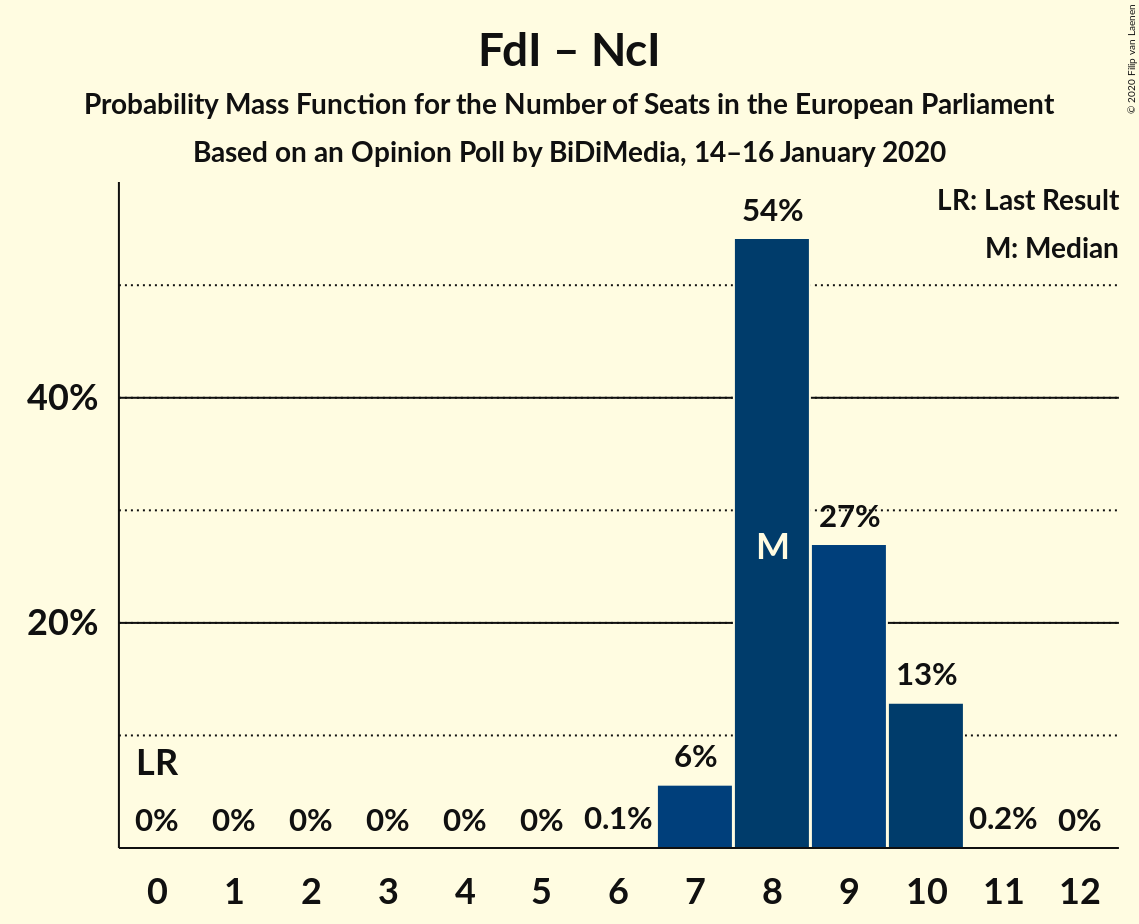 FdI – NcI
Probability Mass Function for the Number of Seats in the European Parliament
Based on an Opinion Poll by BiDiMedia, 14–16 January 2020
© 2020 Filip van Laenen
LR: Last Result
M: Median
54%
40%
27%
M
20%
13%
LR
6%
0% 0% 0% 0% 0% 0% 0.1% 0.2% 0%
0 1 2 3 4 5 6 7 8 9 10 11 12